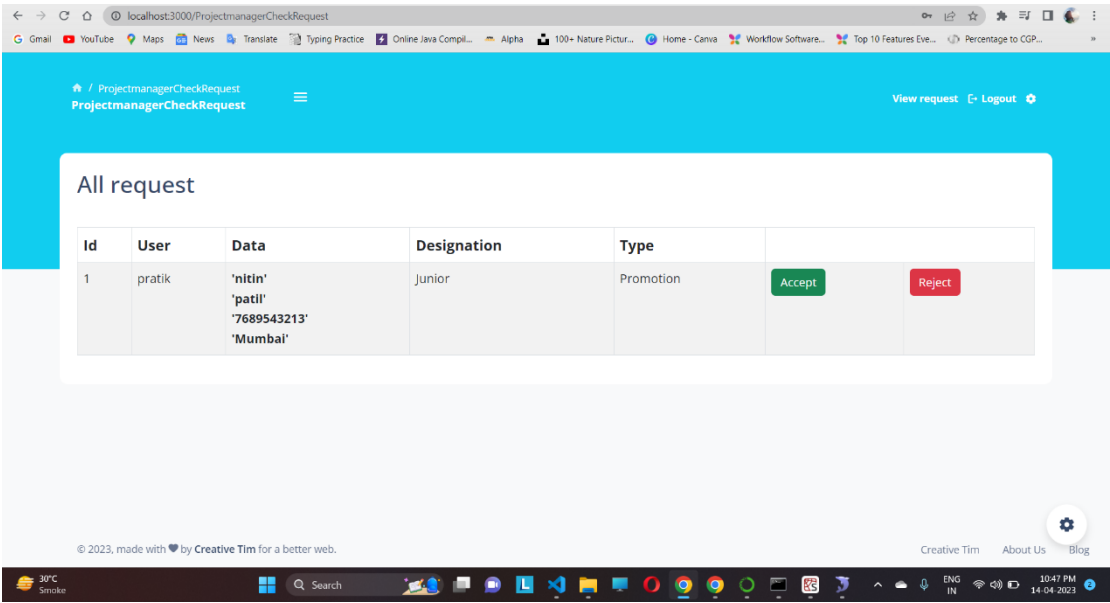 localhost:3000/ProjectmanagerCheckRequest
Gmail YouTube Maps News Translate Typing Practice Online Java Compil... Alpha 100+ Nature Pictur... Home - Canva Workflow Software... Top 10 Features Eve... Percentage to CGP...
/ ProjectmanagerCheckRequest
ProjectmanagerCheckRequest
View request Logout
All request
Id User Data Designation Type
1 pratik 'nitin' Junior Promotion Accept Reject
'patil'
'7689543213'
'Mumbai'
© 2023, made with by Creative Tim for a better web.
Creative Tim About Us Blog
30°C
Smoke
Search
ENG
IN
10:47 PM
14-04-2023
2